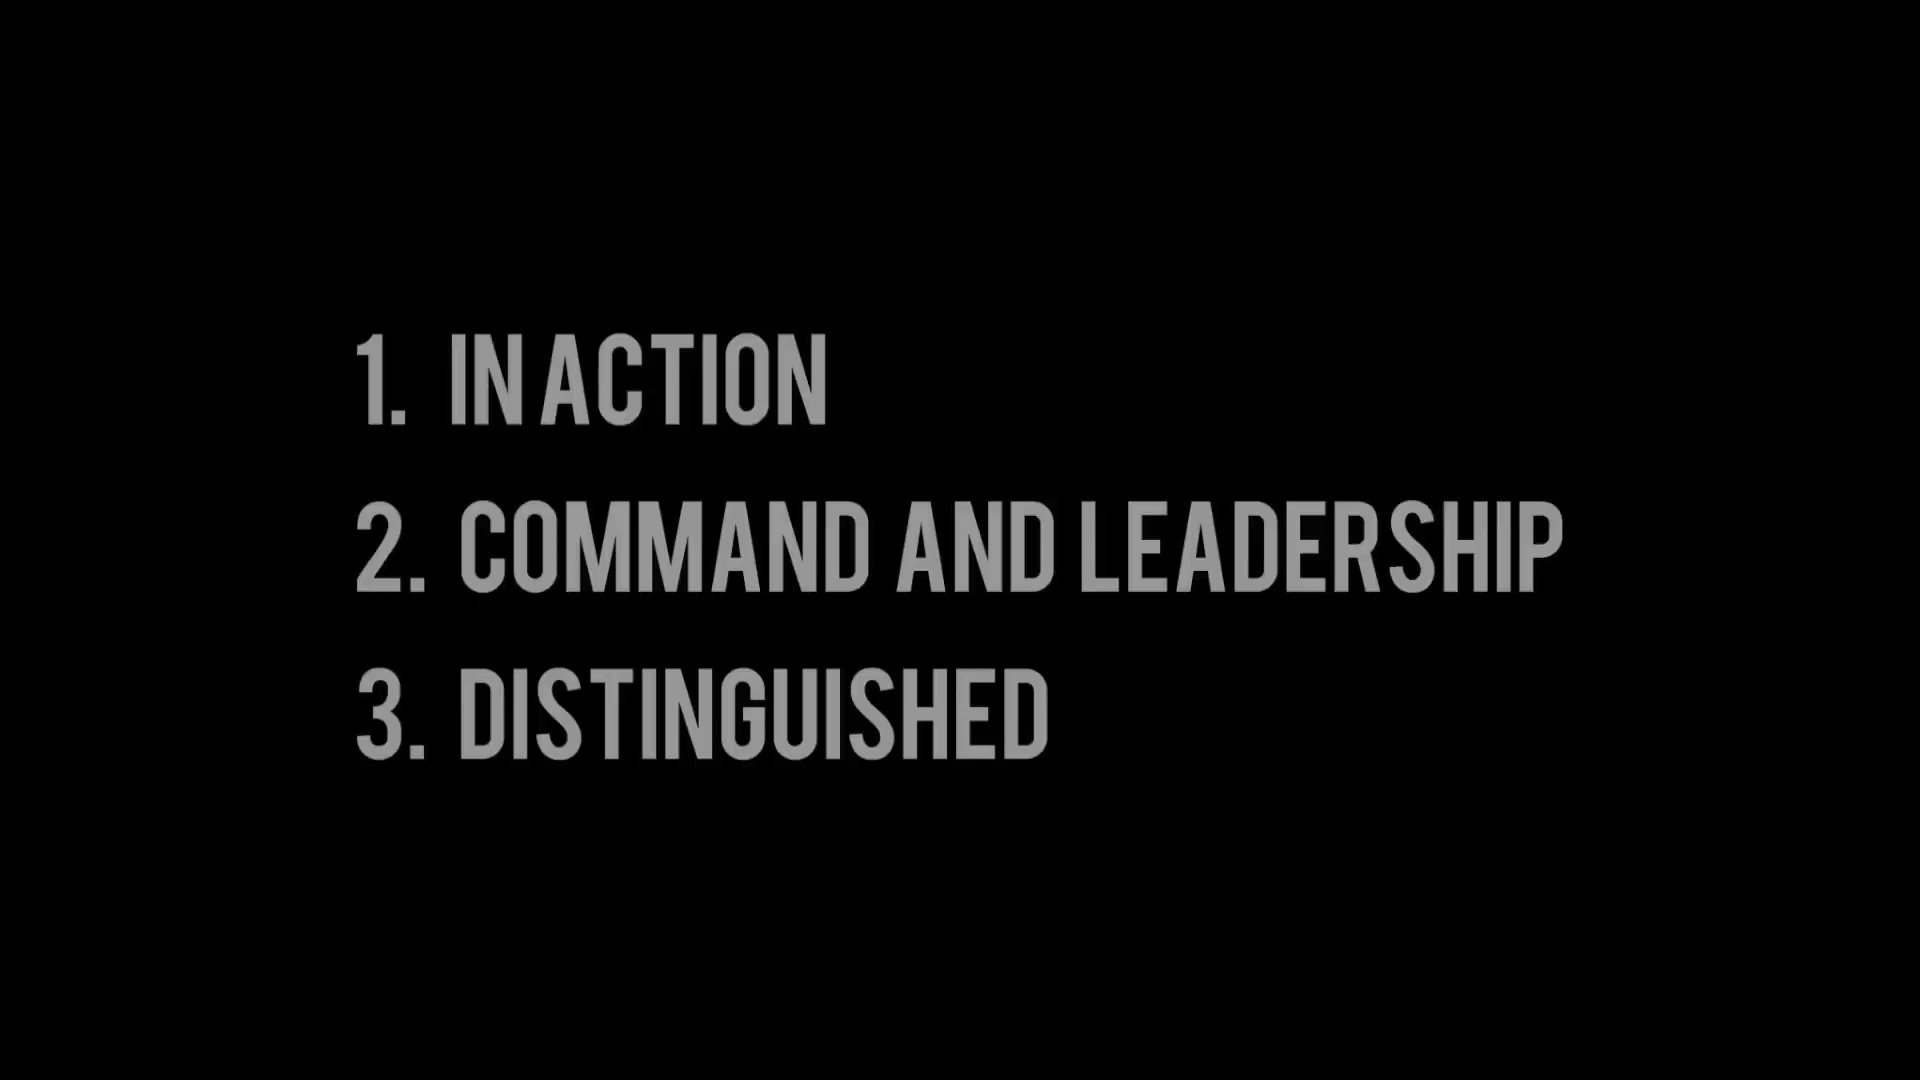 1. IN ACTION
2. COMMAND AND LEADERSHIP
3. DISTINGUISHED